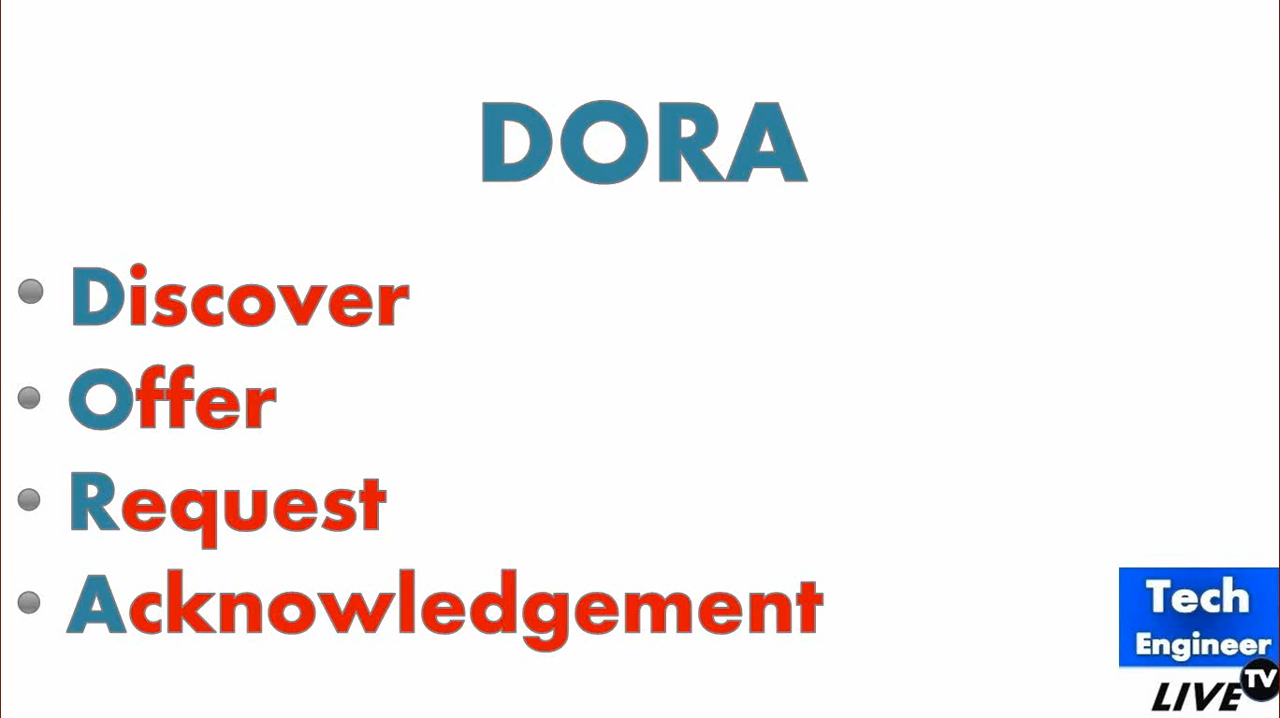 DORA
Discover
Offer
Request
Acknowledgement
Tech
Engineer
LIVE TV